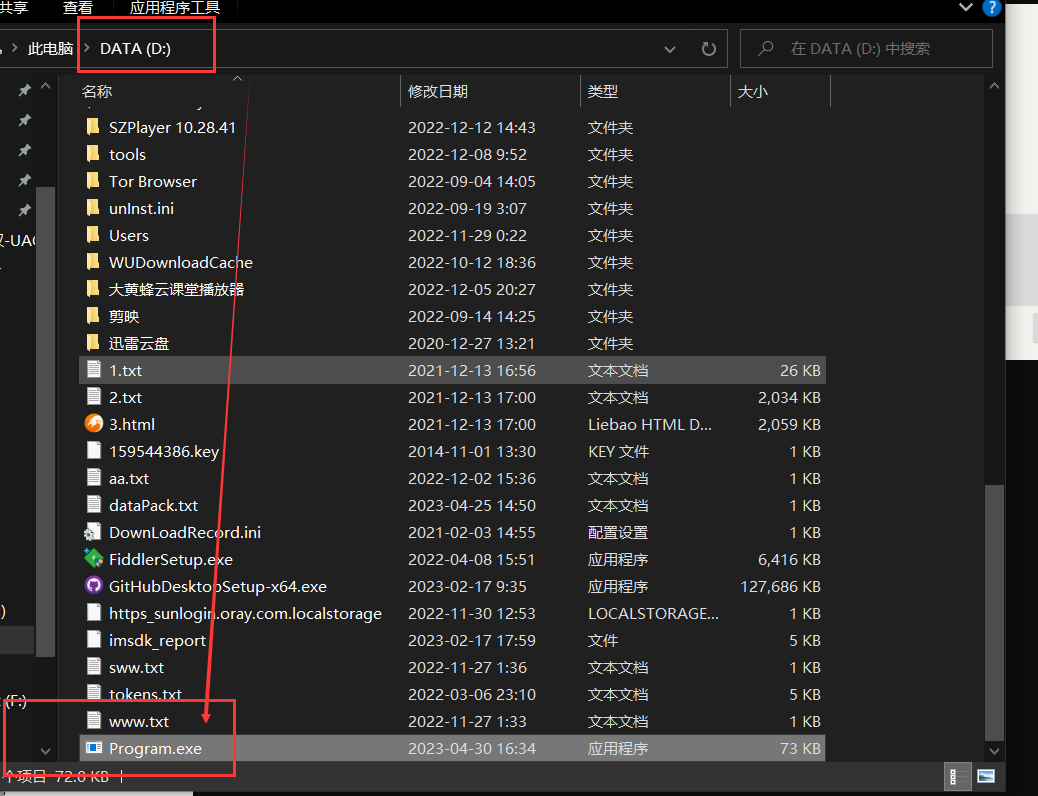 共享 查看 应用程序工具
此电脑 › DATA (D:) 在 DATA (D:) 中搜索
名称 修改日期 类型 大小
SZPlayer 10.28.41 2022-12-12 14:43 文件夹
tools 2022-12-08 9:52 文件夹
Tor Browser 2022-09-04 14:05 文件夹
unInst.ini 2022-09-19 3:07 文件夹
-UAC
Users 2022-11-29 0:22 文件夹
WUDownloadCache 2022-10-12 18:36 文件夹
大黄蜂云课堂播放器 2022-12-05 20:27 文件夹
剪映 2022-09-14 14:25 文件夹
迅雷云盘 2020-12-27 13:21 文件夹
1.txt 2021-12-13 16:56 文本文档 26 KB
2.txt 2021-12-13 17:00 文本文档 2,034 KB
3.html 2021-12-13 17:00 Liebao HTML D... 2,059 KB
159544386.key 2014-11-01 13:30 KEY 文件 1 KB
aa.txt 2022-12-02 15:36 文本文档 1 KB
dataPack.txt 2023-04-25 14:50 文本文档 1 KB
DownLoadRecord.ini 2021-02-03 14:55 配置设置 1 KB
FiddlerSetup.exe 2022-04-08 15:51 应用程序 6,416 KB
GitHubDesktopSetup-x64.exe 2023-02-17 9:35 应用程序 127,686 KB
)
https_sunlogin.oray.com.localstorage 2022-11-30 12:53 LOCALSTORAGE... 1 KB
imsdk_report 2023-02-17 17:59 文件 5 KB
sww.txt 2022-11-27 1:36 文本文档 1 KB
(F:)
tokens.txt 2022-03-06 23:10 文本文档 5 KB
www.txt 2022-11-27 1:33 文本文档 1 KB
Program.exe 2023-04-30 16:34 应用程序 73 KB
个项目 72.0 KB